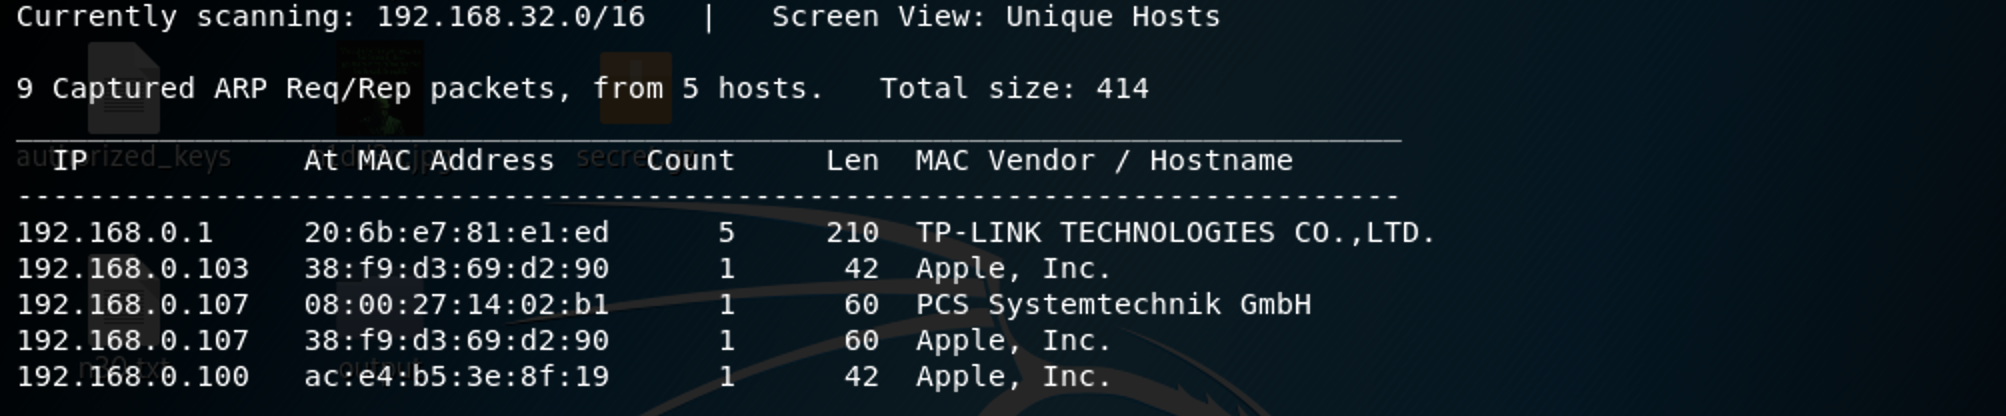 Currently scanning: 192.168.32.0/16   |   Screen View: Unique Hosts
9 Captured ARP Req/Rep packets, from 5 hosts.   Total size: 414
_____________________________________________________________________________
  IP            At MAC Address     Count     Len  MAC Vendor / Hostname
-----------------------------------------------------------------------------
192.168.0.1     20:6b:e7:81:e1:ed      5     210  TP-LINK TECHNOLOGIES CO.,LTD.
192.168.0.103   38:f9:d3:69:d2:90      1      42  Apple, Inc.
192.168.0.107   08:00:27:14:02:b1      1      60  PCS Systemtechnik GmbH
192.168.0.107   38:f9:d3:69:d2:90      1      60  Apple, Inc.
192.168.0.100   ac:e4:b5:3e:8f:19      1      42  Apple, Inc.
authorized_keys
output